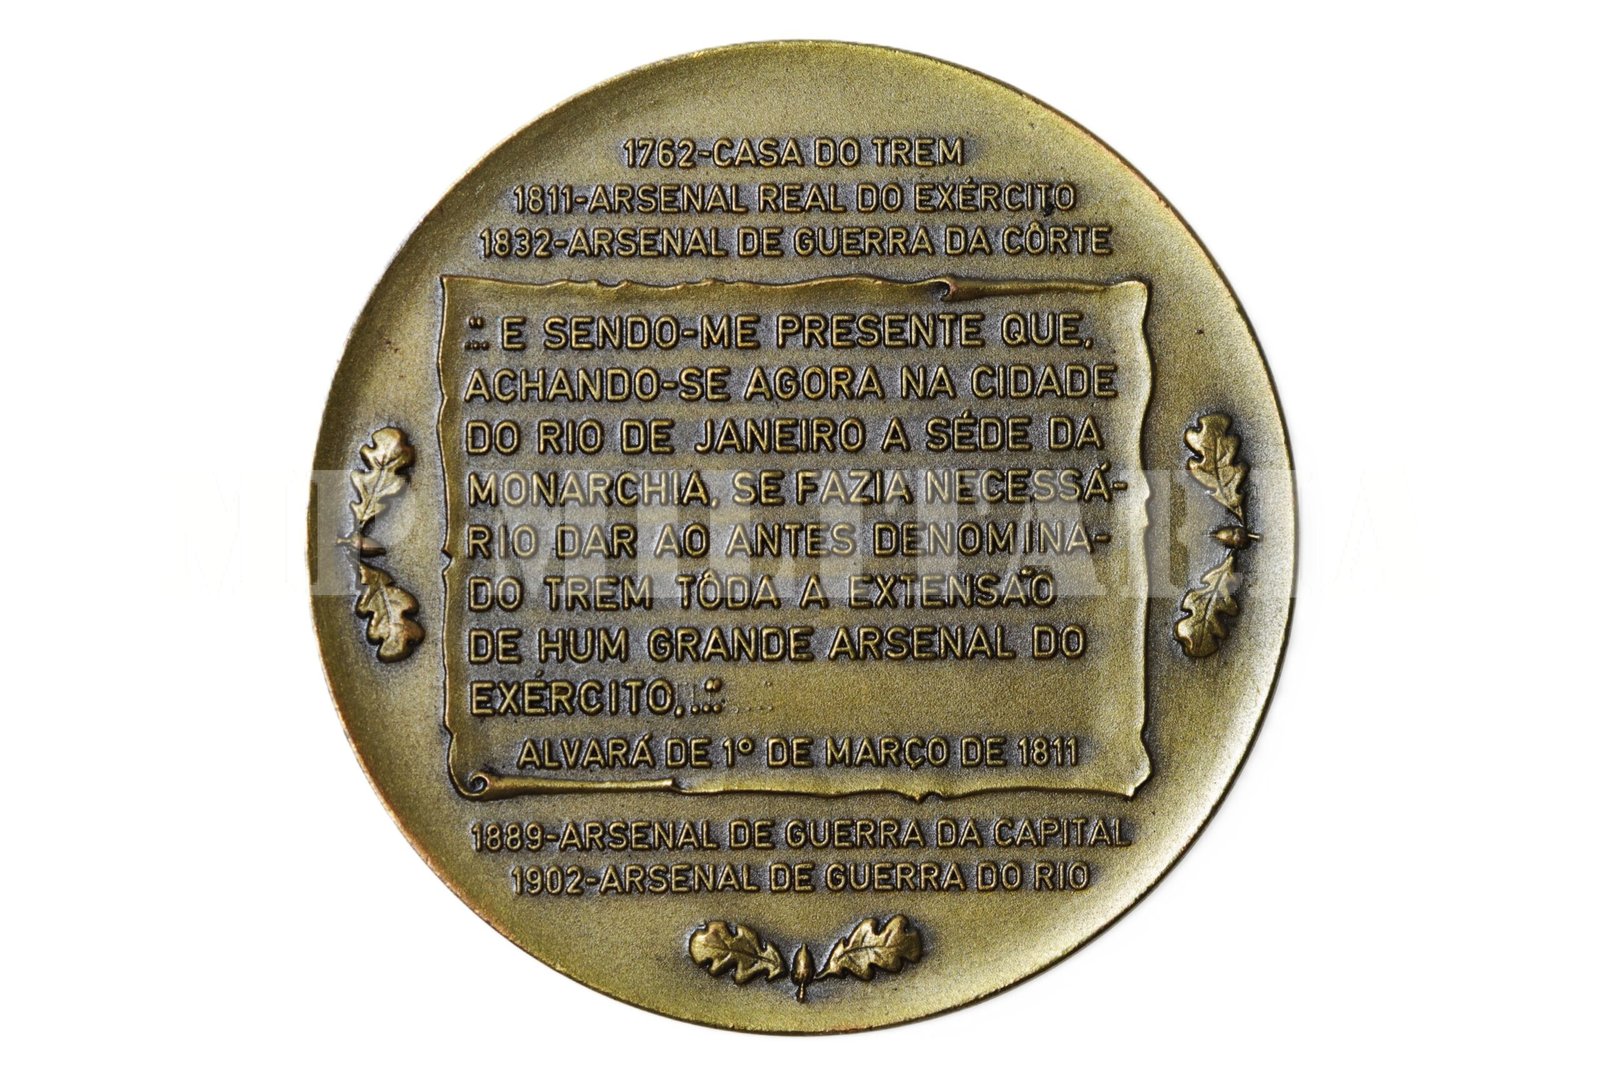 1762-CASA DO TREM
1811-ARSENAL REAL DO EXÉRCITO
1832-ARSENAL DE GUERRA DA CÔRTE
"... E SENDO-ME PRESENTE QUE,
ACHANDO-SE AGORA NA CIDADE
DO RIO DE JANEIRO A SÉDE DA
MONARCHIA, SE FAZIA NECESSÁ-
RIO DAR AO ANTES DENOMINA-
DO TREM TÔDA A EXTENSÃO
DE HUM GRANDE ARSENAL DO
EXÉRCITO,..."
ALVARÁ DE 1º DE MARÇO DE 1811
1889-ARSENAL DE GUERRA DA CAPITAL
1902-ARSENAL DE GUERRA DO RIO